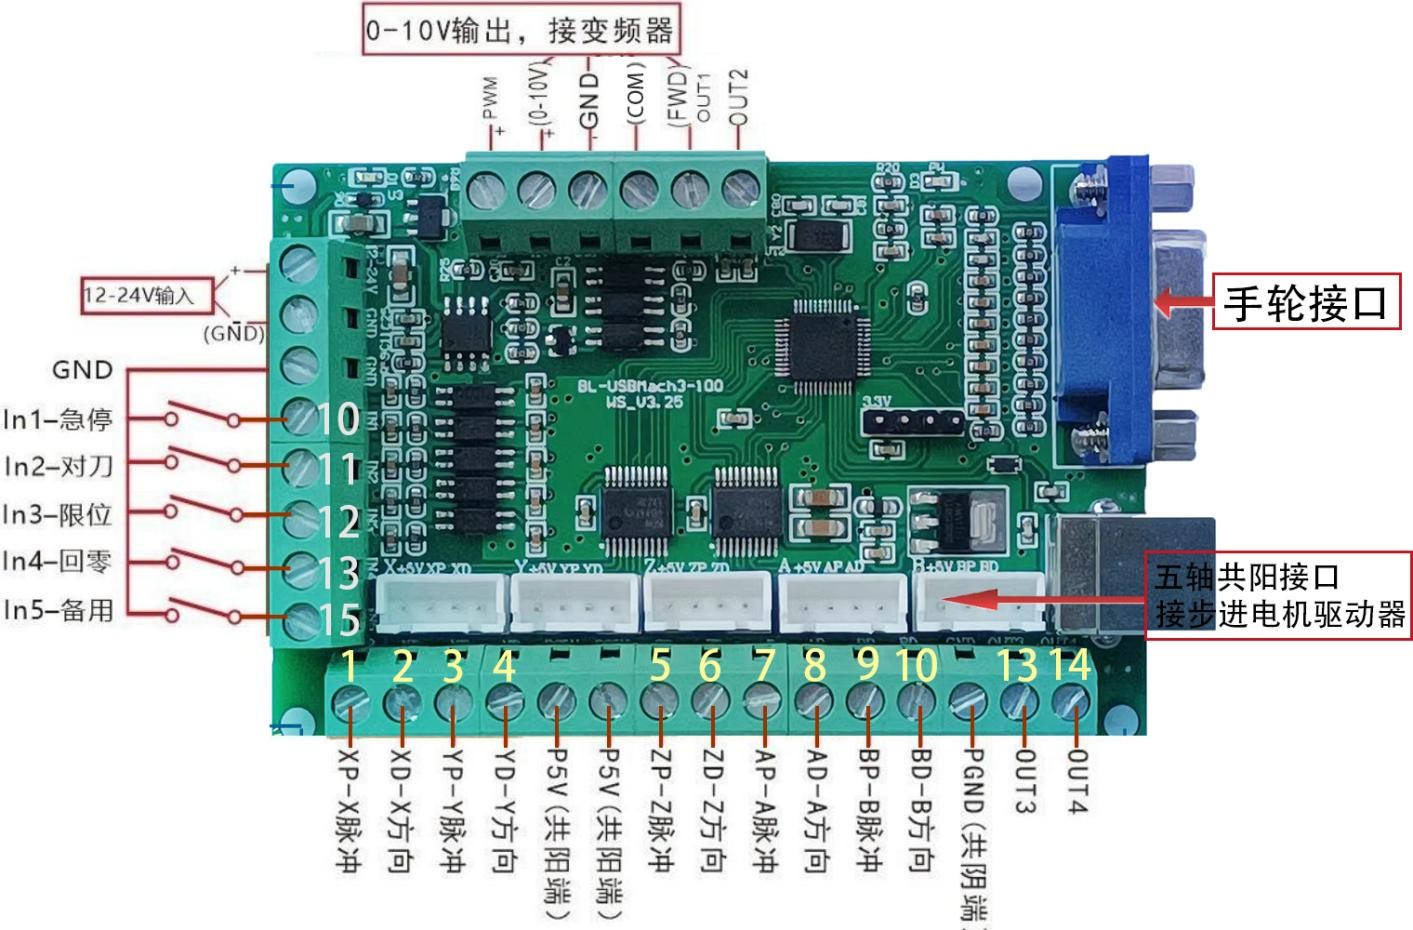 0-10V输出，接变频器
+ PWM
+(0-10V)
-GND-
(COM)
(FWD)
OUT1
OUT2
12-24V输入
+
-
(GND)
GND
In1-急停
In2-对刀
In3-限位
In4-回零
In5-备用
10
11
12
13
15
手轮接口
BL-USBMach3-100
WS_V3.25
3.3V
R20
D3
PW
C80
C81
Y2
R25
U3
X+5V XP XD
Y+5V YP YD
Z+5V ZP ZD
A+5V AP AD
B+5V BP BD
五轴共阳接口
接步进电机驱动器
1
2
3
4
5
6
7
8
9
10
13
14
XP-X脉冲
XD-X方向
YP-Y脉冲
YD-Y方向
P5V(共阳端)
P5V(共阳端)
ZP-Z脉冲
ZD-Z方向
AP-A脉冲
AD-A方向
BP-B脉冲
BD-B方向
PGND(共阴端)
OUT3
OUT4